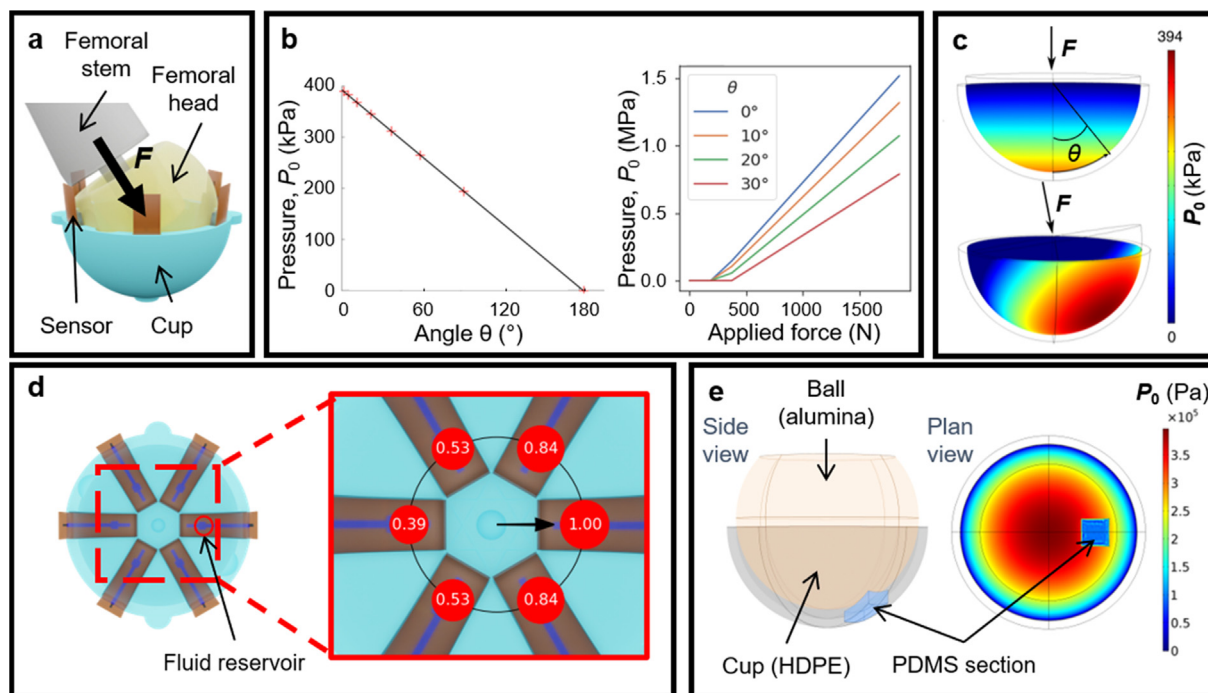 a
Femoral
stem
Femoral
head
F
Sensor
Cup
b
Pressure, P₀ (kPa)
400
300
200
100
0
0
60
120
180
Angle θ (°)
Pressure, P₀ (MPa)
1.5
1.0
0.5
0.0
θ
0°
10°
20°
30°
0
500
1000
1500
Applied force (N)
c
F
θ
F
394
P₀ (kPa)
0
d
0.53
0.84
0.39
1.00
0.53
0.84
Fluid reservoir
e
Side
view
Ball
(alumina)
Plan
view
P₀ (Pa)
×10⁵
3.5
3
2.5
2
1.5
1
0.5
0
Cup (HDPE)
PDMS section